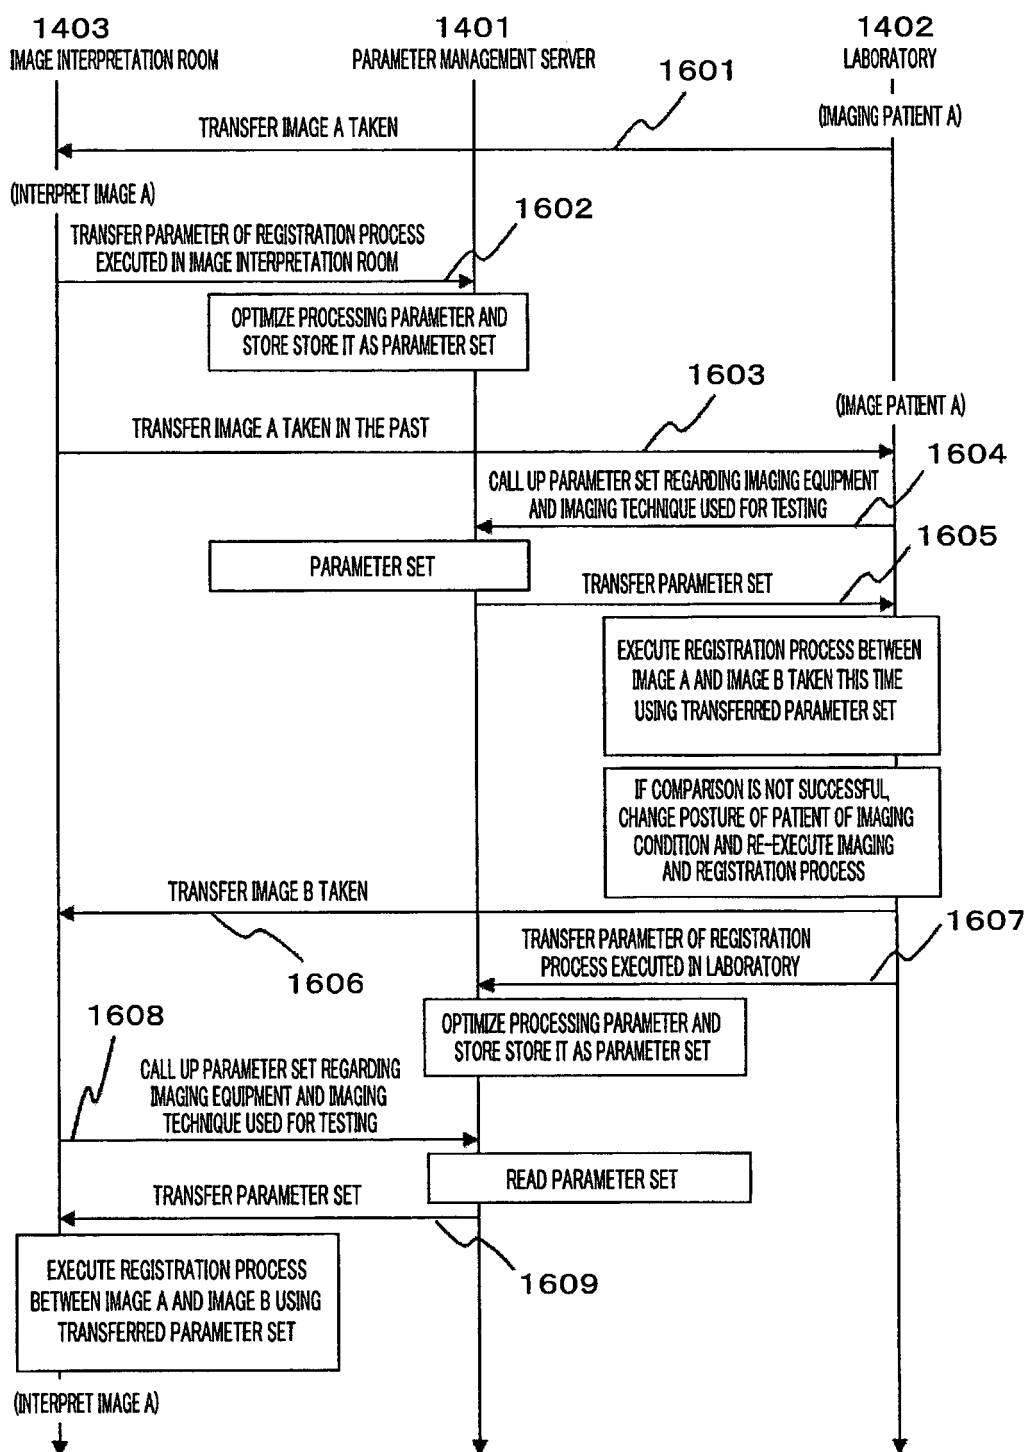 1403
IMAGE INTERPRETATION ROOM
1401
PARAMETER MANAGEMENT SERVER
1402
LABORATORY
1601
(IMAGING PATIENT A)
TRANSFER IMAGE A TAKEN
(INTERPRET IMAGE A)
1602
TRANSFER PARAMETER OF REGISTRATION PROCESS
EXECUTED IN IMAGE INTERPRETATION ROOM
OPTIMIZE PROCESSING PARAMETER AND
STORE STORE IT AS PARAMETER SET
1603
(IMAGE PATIENT A)
TRANSFER IMAGE A TAKEN IN THE PAST
1604
CALL UP PARAMETER SET REGARDING IMAGING EQUIPMENT
AND IMAGING TECHNIQUE USED FOR TESTING
1605
PARAMETER SET
TRANSFER PARAMETER SET
EXECUTE REGISTRATION PROCESS BETWEEN
IMAGE A AND IMAGE B TAKEN THIS TIME
USING TRANSFERRED PARAMETER SET
IF COMPARISON IS NOT SUCCESSFUL,
CHANGE POSTURE OF PATIENT OF IMAGING
CONDITION AND RE-EXECUTE IMAGING
AND REGISTRATION PROCESS
TRANSFER IMAGE B TAKEN
1606
1607
TRANSFER PARAMETER OF REGISTRATION
PROCESS EXECUTED IN LABORATORY
OPTIMIZE PROCESSING PARAMETER AND
STORE STORE IT AS PARAMETER SET
1608
CALL UP PARAMETER SET REGARDING
IMAGING EQUIPMENT AND IMAGING
TECHNIQUE USED FOR TESTING
READ PARAMETER SET
TRANSFER PARAMETER SET
1609
EXECUTE REGISTRATION PROCESS
BETWEEN IMAGE A AND IMAGE B USING
TRANSFERRED PARAMETER SET
(INTERPRET IMAGE A)